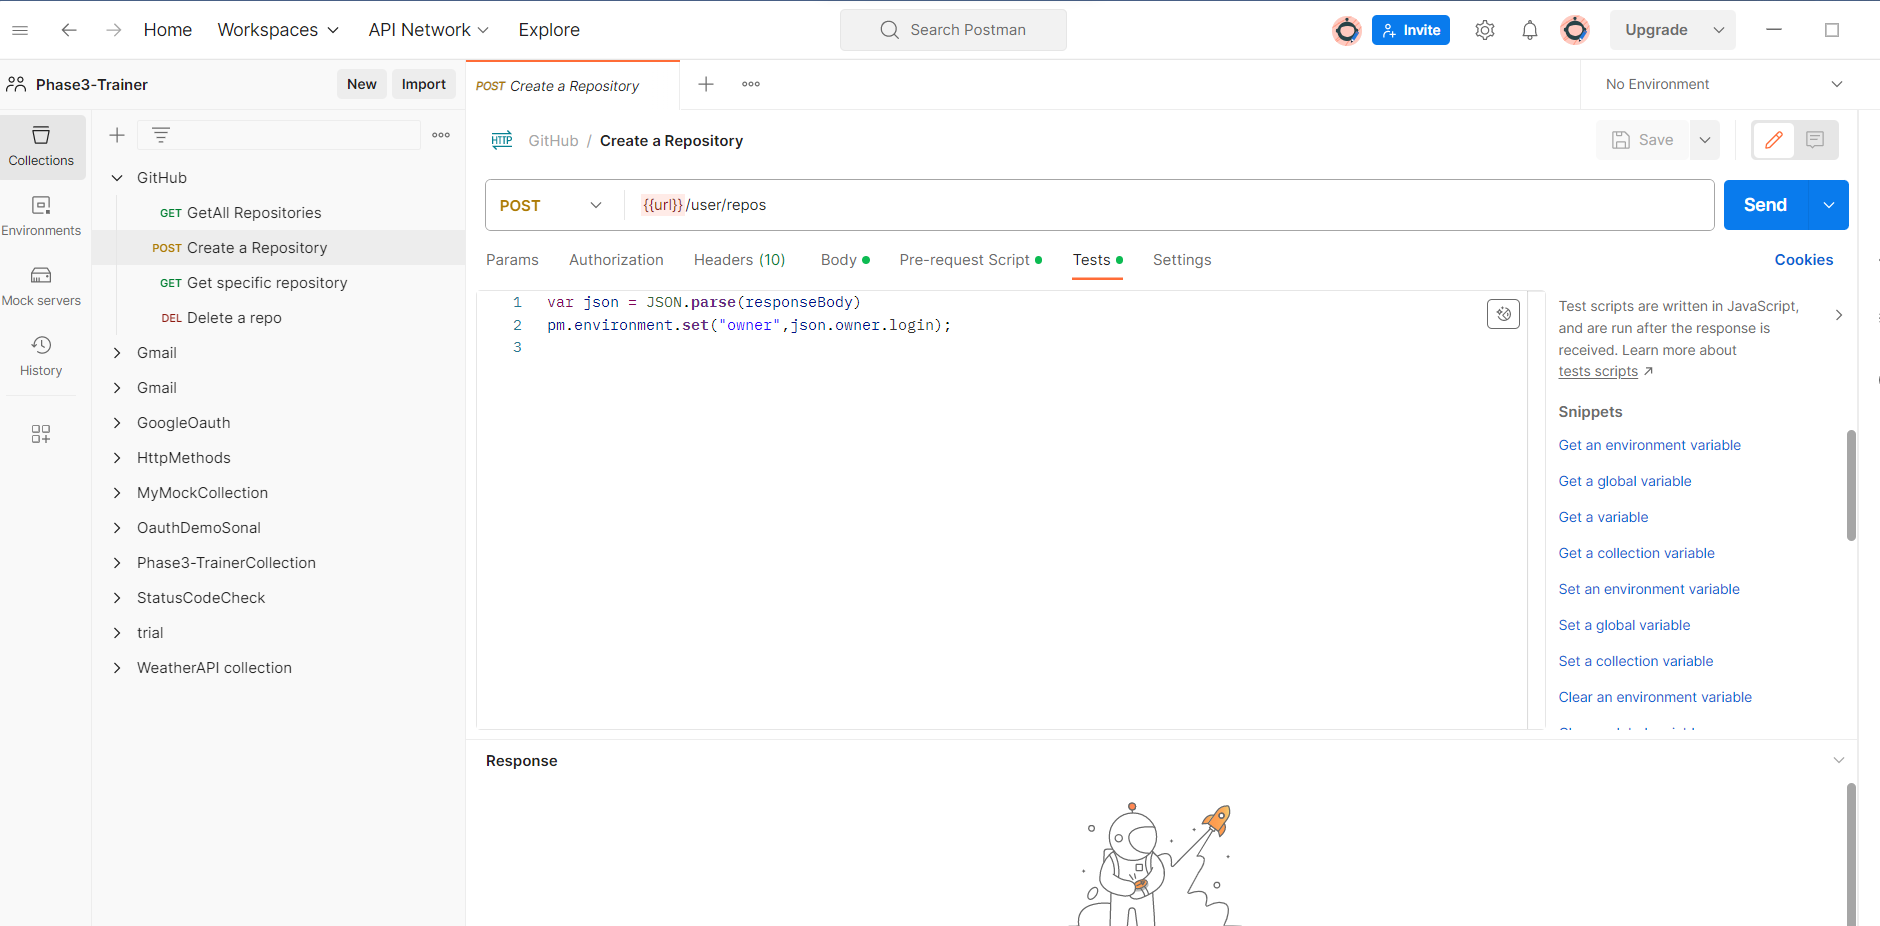 Home Workspaces API Network Explore Search Postman Invite Upgrade
Phase3-Trainer New Import POST Create a Repository No Environment
Collections
Environments
Mock servers
History
GitHub
GET GetAll Repositories
POST Create a Repository
GET Get specific repository
DEL Delete a repo
Gmail
Gmail
GoogleOauth
HttpMethods
MyMockCollection
OauthDemoSonal
Phase3-TrainerCollection
StatusCodeCheck
trial
WeatherAPI collection
HTTP GitHub / Create a Repository Save
POST {{url}}/user/repos Send
Params Authorization Headers (10) Body Pre-request Script Tests Settings Cookies
1 var json = JSON.parse(responseBody)
2 pm.environment.set("owner",json.owner.login);
3
Test scripts are written in JavaScript,
and are run after the response is
received. Learn more about
tests scripts
Snippets
Get an environment variable
Get a global variable
Get a variable
Get a collection variable
Set an environment variable
Set a global variable
Set a collection variable
Clear an environment variable
Response